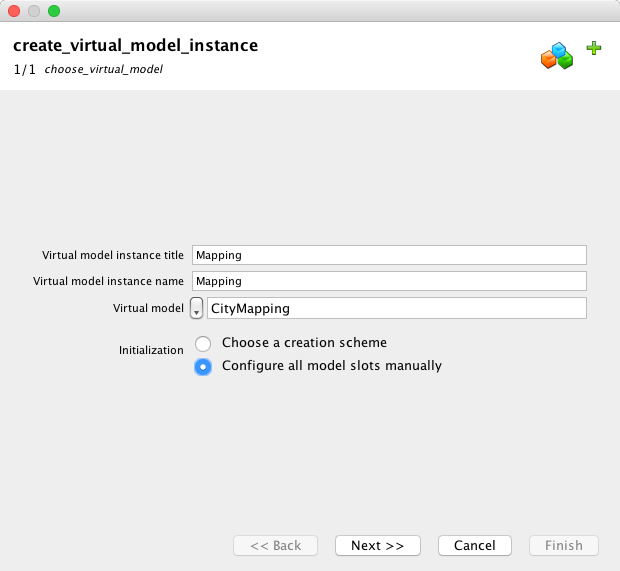 create_virtual_model_instance
1/1 choose_virtual_model
Virtual model instance title Mapping
Virtual model instance name Mapping
Virtual model CityMapping
Initialization
Choose a creation scheme
Configure all model slots manually
<< Back Next >> Cancel Finish